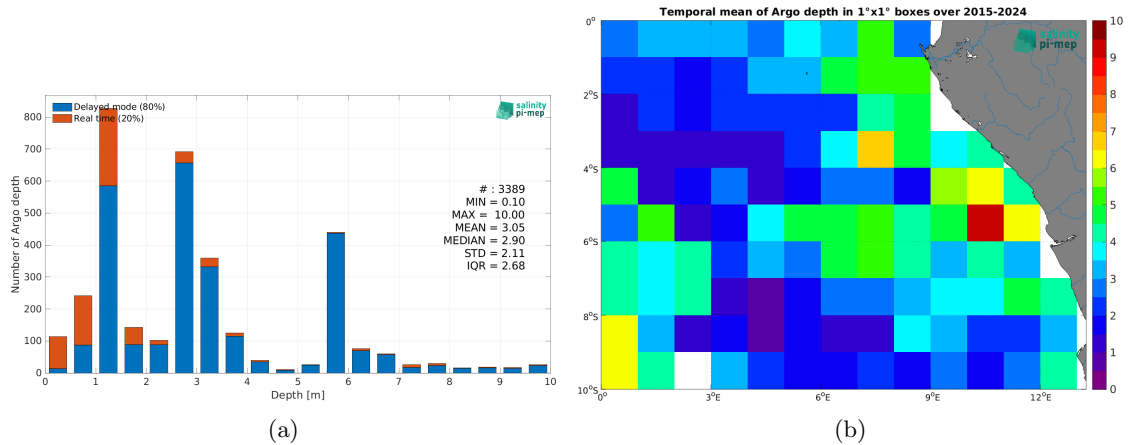 Delayed mode (80%)
Real time (20%)
salinity
pi-mep
800
700
600
500
400
300
200
100
0
Number of Argo depth
# : 3389
MIN = 0.10
MAX = 10.00
MEAN = 3.05
MEDIAN = 2.90
STD = 2.11
IQR = 2.68
0 1 2 3 4 5 6 7 8 9 10
Depth [m]
(a)
Temporal mean of Argo depth in 1°x1° boxes over 2015-2024
salinity
pi-mep
0°
2°S
4°S
6°S
8°S
10°S
0° 3°E 6°E 9°E 12°E
10
9
8
7
6
5
4
3
2
1
0
(b)